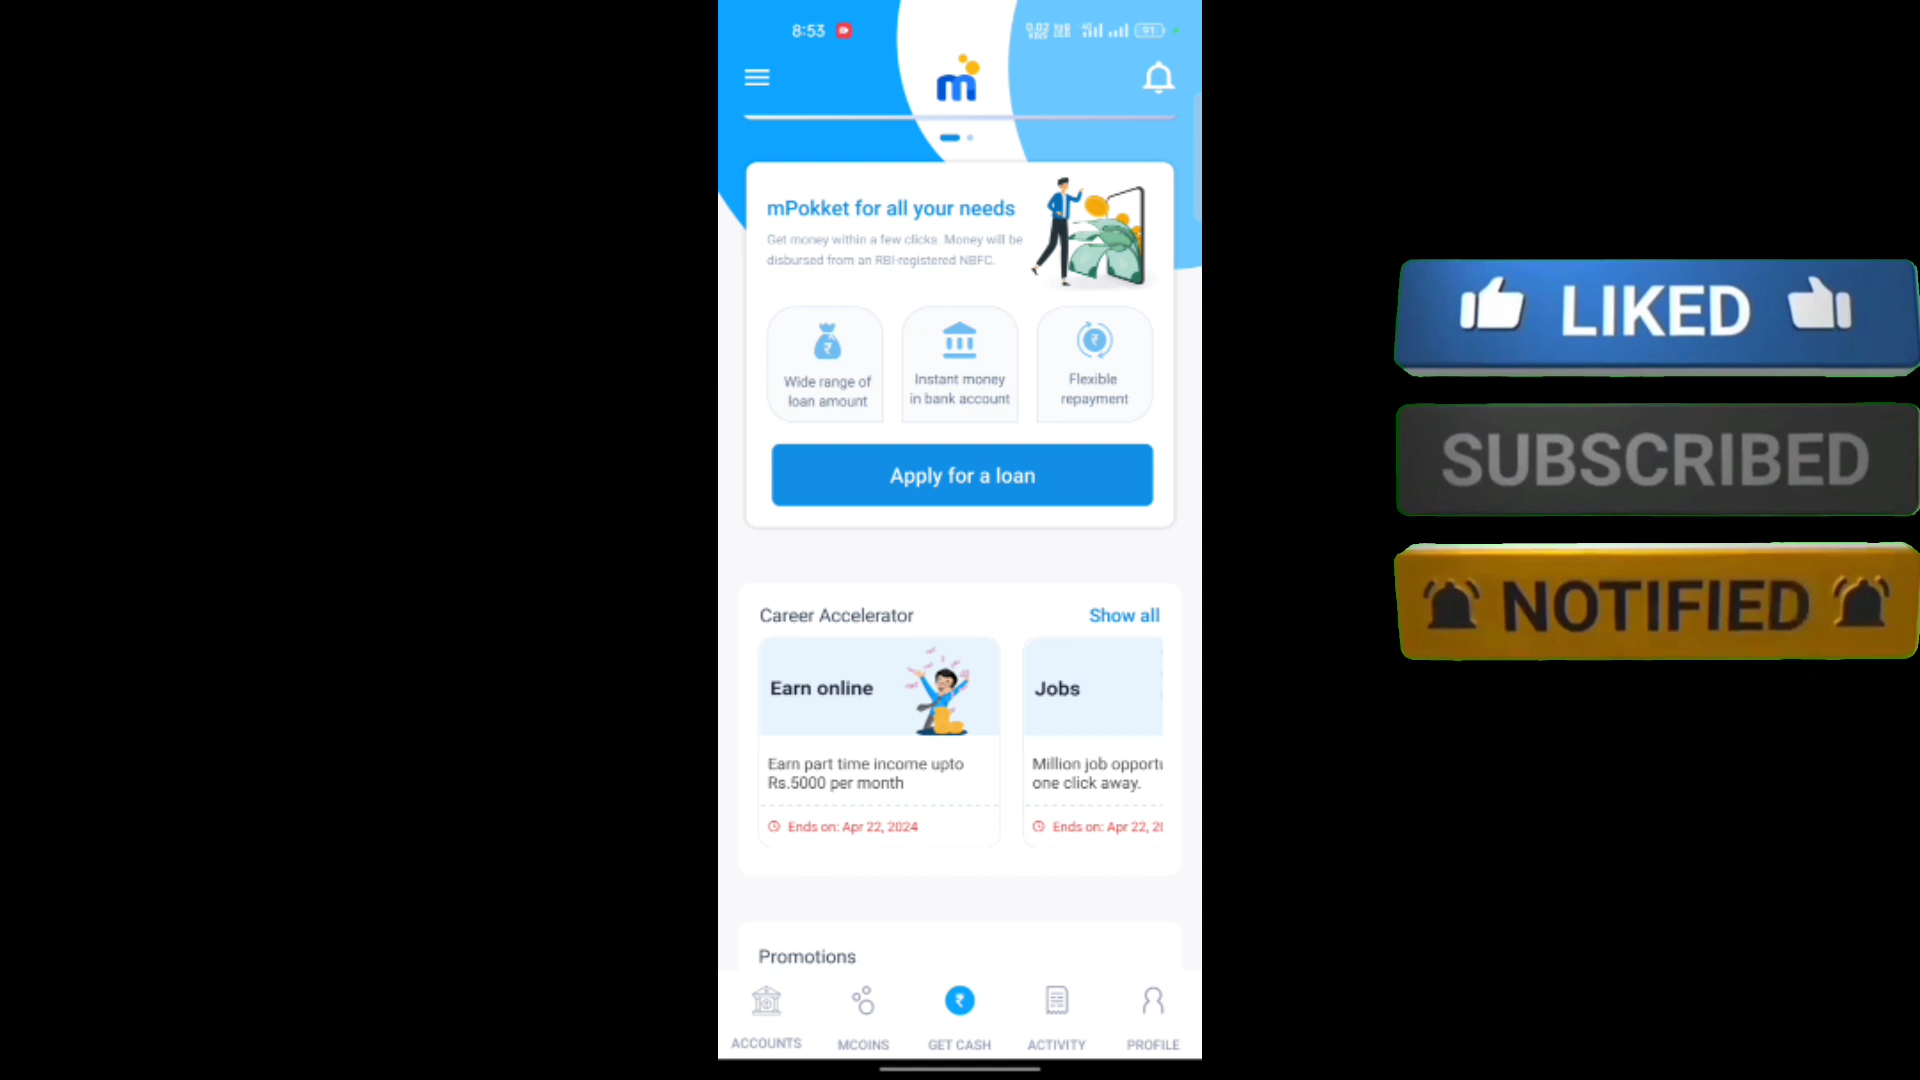 8:53
91
m
mPokket for all your needs
Get money within a few clicks. Money will be
disbursed from an RBI-registered NBFC.
Wide range of
loan amount
Instant money
in bank account
Flexible
repayment
Apply for a loan
Career Accelerator
Show all
Earn online
Earn part time income upto
Rs.5000 per month
Ends on: Apr 22, 2024
Jobs
Million job
one click away.
Ends on: Apr 22,
Promotions
ACCOUNTS
MCOINS
GET CASH
ACTIVITY
PROFILE
LIKED
SUBSCRIBED
NOTIFIED